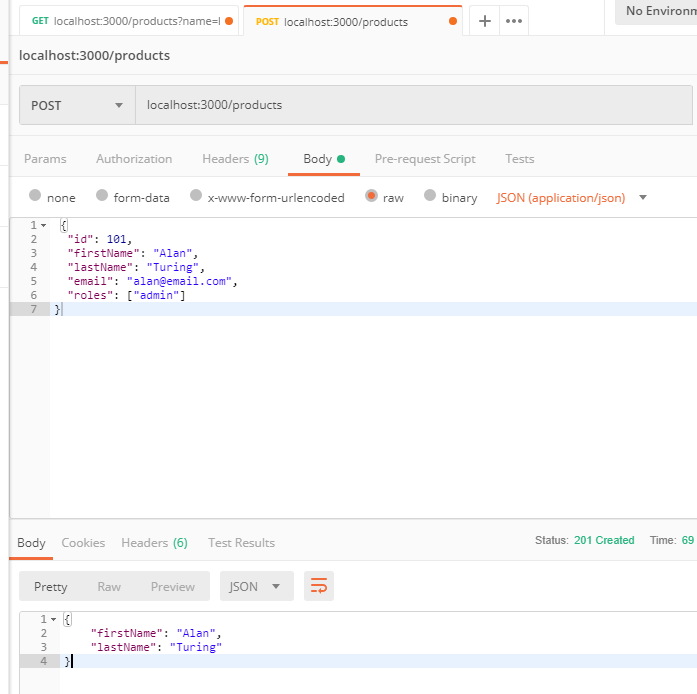 GET localhost:3000/products?name=l POST localhost:3000/products + ••• No Environm
localhost:3000/products
POST localhost:3000/products
Params Authorization Headers (9) Body Pre-request Script Tests
none form-data x-www-form-urlencoded raw binary JSON (application/json)
1 {
2 "id": 101,
3 "firstName": "Alan",
4 "lastName": "Turing",
5 "email": "alan@email.com",
6 "roles": ["admin"]
7 }
Body Cookies Headers (6) Test Results Status: 201 Created Time: 69
Pretty Raw Preview JSON
1 {
2 "firstName": "Alan",
3 "lastName": "Turing"
4 }